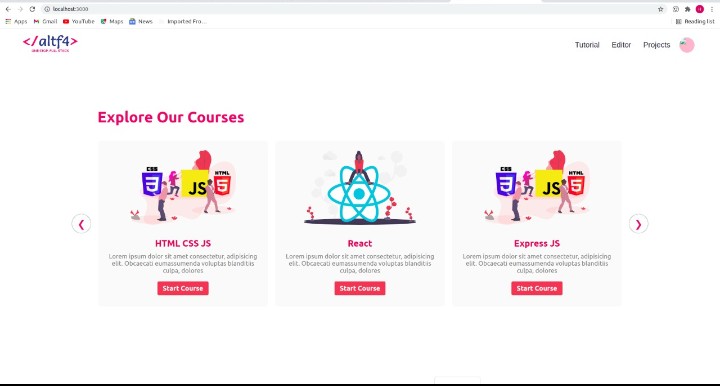 localhost:3000
Apps Gmail YouTube Maps News Imported Fro... Reading list
</altf4>
Tutorial Editor Projects
Explore Our Courses
CSS JS HTML
HTML CSS JS
Lorem ipsum dolor sit amet consectetur, adipisicing
elit. Obcaecati eumassumenda voluptas blanditiis
culpa, dolores
Start Course
React
Lorem ipsum dolor sit amet consectetur, adipisicing
elit. Obcaecati eumassumenda voluptas blanditiis
culpa, dolores
Start Course
CSS JS HTML
Express JS
Lorem ipsum dolor sit amet consectetur, adipisicing
elit. Obcaecati eumassumenda voluptas blanditiis
culpa, dolores
Start Course